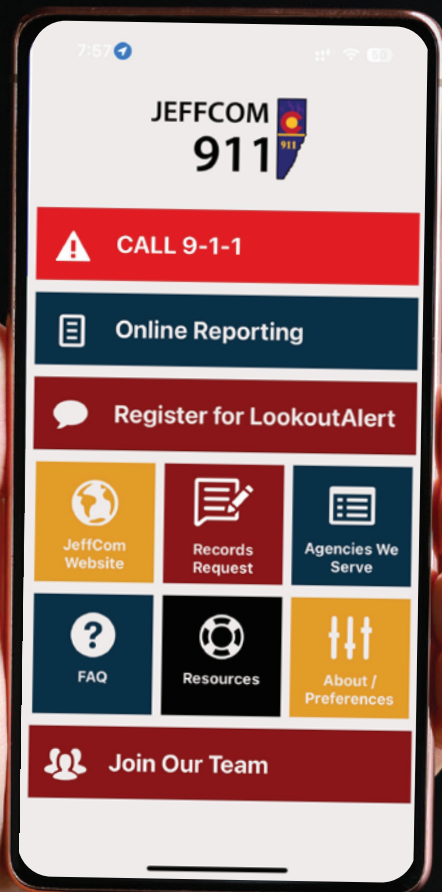 7:57
JEFFCOM
911
911
CALL 9-1-1
Online Reporting
Register for LookoutAlert
JeffCom
Website
Records
Request
Agencies We
Serve
FAQ
Resources
About /
Preferences
Join Our Team